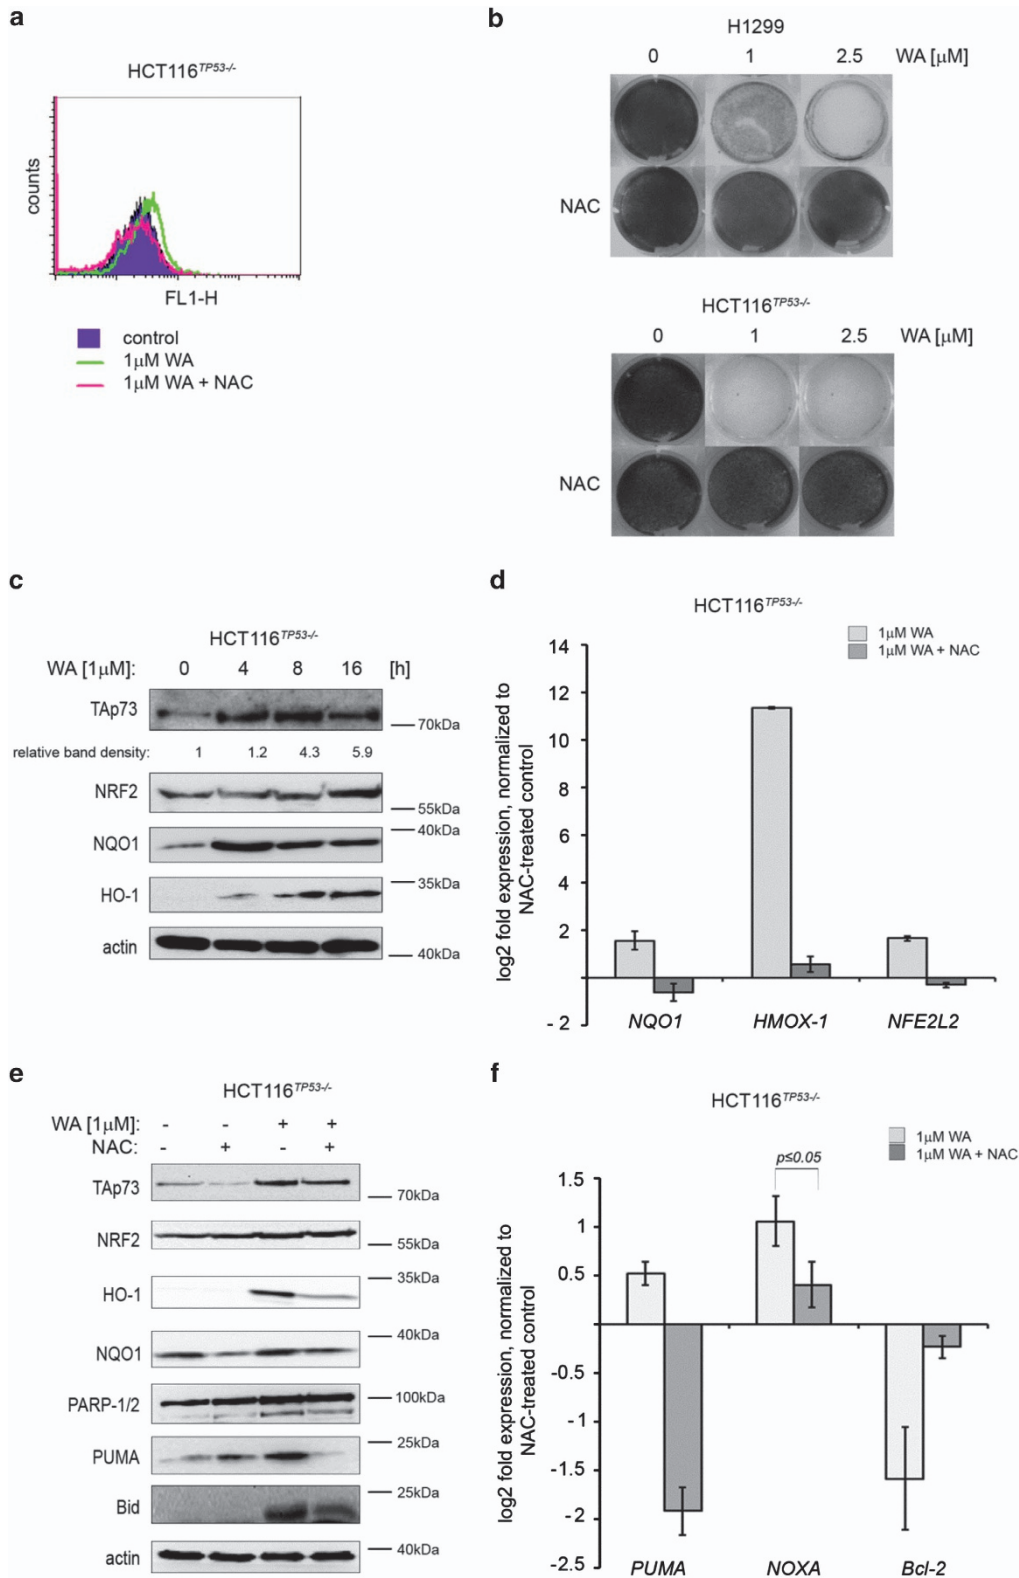 a
HCT116TP53-/-
counts
FL1-H
control
1μM WA
1μM WA + NAC
b
H1299
0 1 2.5 WA [μM]
NAC
HCT116TP53-/-
0 1 2.5 WA [μM]
NAC
c
HCT116TP53-/-
WA [1μM]: 0 4 8 16 [h]
TAp73
70kDa
relative band density: 1 1.2 4.3 5.9
NRF2
55kDa
NQO1
40kDa
HO-1
35kDa
actin
40kDa
d
HCT116TP53-/-
1μM WA
1μM WA + NAC
log2 fold expression, normalized to
NAC-treated control
14
12
10
8
6
4
2
- 2
NQO1 HMOX-1 NFE2L2
e
HCT116TP53-/-
WA [1μM]: - - + +
NAC: - + - +
TAp73
70kDa
NRF2
55kDa
HO-1
35kDa
NQO1
40kDa
PARP-1/2
100kDa
PUMA
25kDa
Bid
25kDa
actin
40kDa
f
HCT116TP53-/-
1μM WA
1μM WA + NAC
p≤0.05
log2 fold expression, normalized to
NAC-treated control
1.5
1
0.5
-0.5
-1
-1.5
-2
-2.5
PUMA NOXA Bcl-2